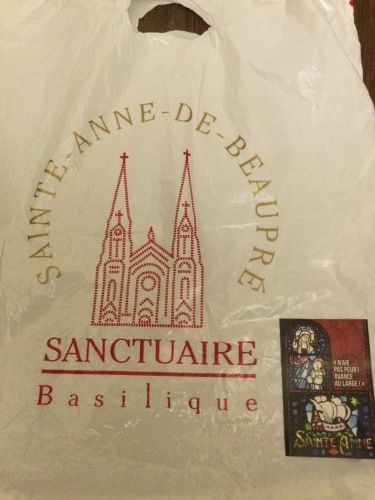 SAINTE-ANNE-DE-BEAUPRÉ
SANCTUAIRE
Basilique
« N'AIE
PAS PEUR !
AVANCE
AU LARGE ! »
SAINTE ANNE